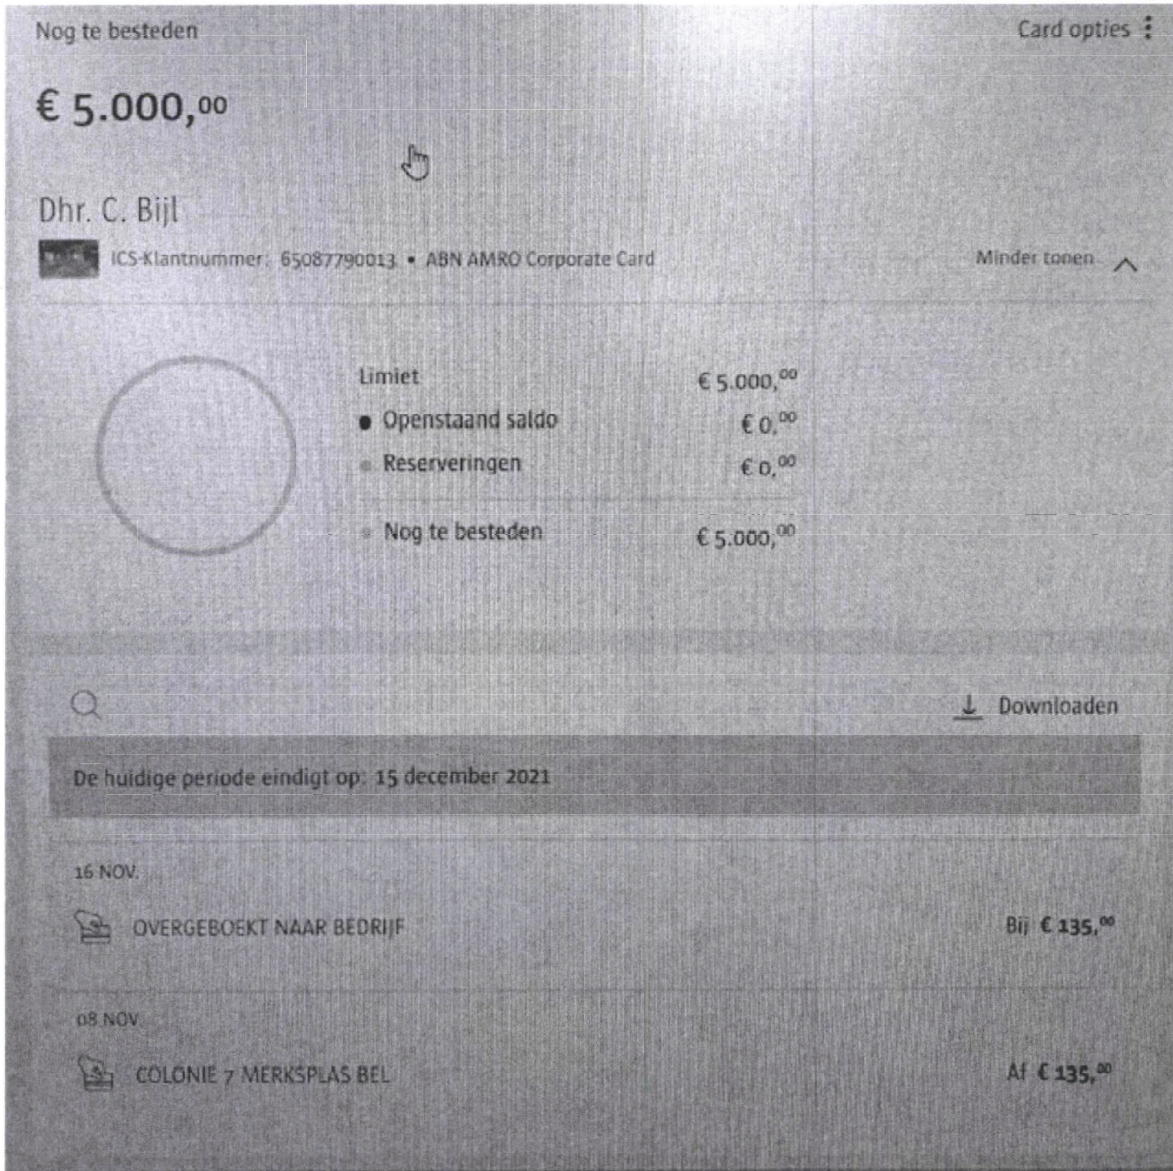 Nog te besteden
Card opties
€ 5.000,00
Dhr. C. Bijl
ICS-Klantnummer: 65087790013 • ABN AMRO Corporate Card
Minder tonen
Limiet € 5.000,00
Openstaand saldo € 0,00
Reserveringen € 0,00
Nog te besteden € 5.000,00
Downloaden
De huidige periode eindigt op: 15 december 2021
16 NOV.
OVERGEBOEKT NAAR BEDRIJF Bij € 135,00
08 NOV.
COLONIE 7 MERKSPLAS BEL Af € 135,00